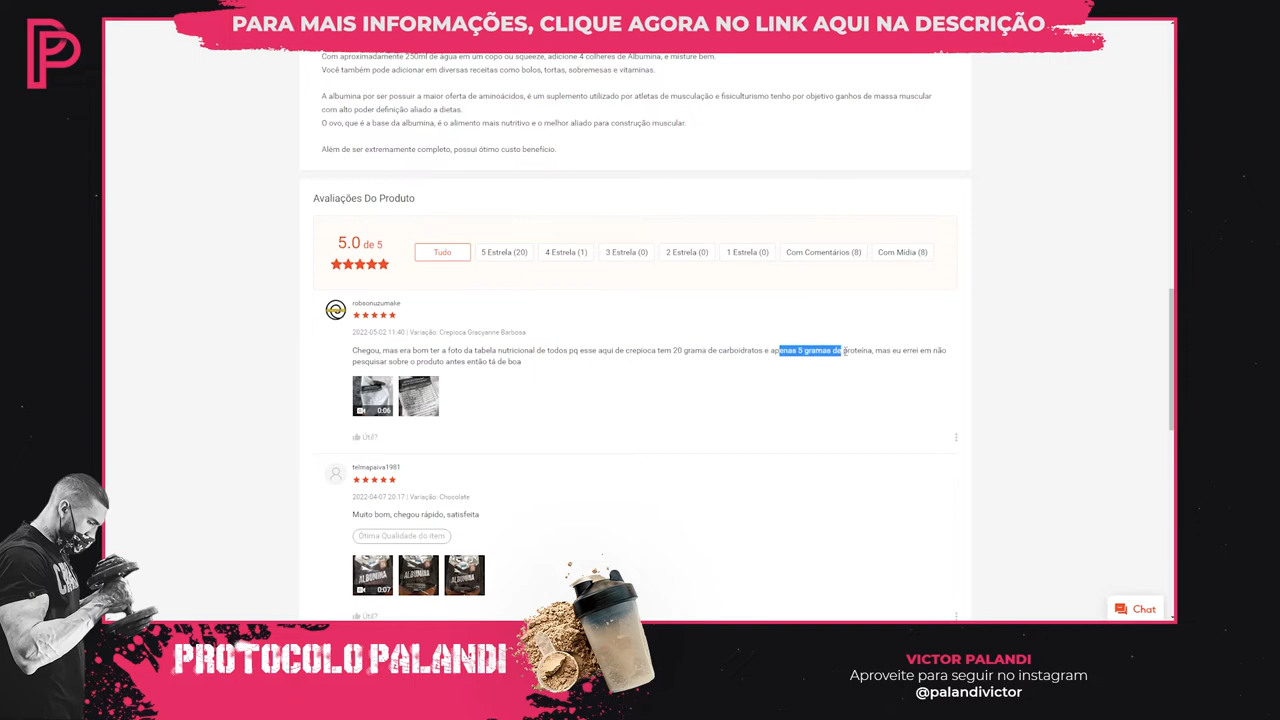 PARA MAIS INFORMAÇÕES, CLIQUE AGORA NO LINK AQUI NA DESCRIÇÃO
Com aproximadamente 250ml de água em um copo ou squeeze, adicione 4 colheres de Albumina, e misture bem.
Você também pode adicionar em diversas receitas como bolos, tortas, sobremesas e vitaminas.
A albumina por ser possuir a maior oferta de aminoácidos, é um suplemento utilizado por atletas de musculação e fisiculturismo tenho por objetivo ganhos de massa muscular
com alto poder definição aliado a dietas.
O ovo, que é a base da albumina, é o alimento mais nutritivo e o melhor aliado para construção muscular.
Além de ser extremamente completo, possui ótimo custo benefício.
Avaliações Do Produto
5.0 de 5
Tudo
5 Estrela (20)
4 Estrela (1)
3 Estrela (0)
2 Estrela (0)
1 Estrela (0)
Com Comentários (8)
Com Mídia (8)
robsonuzumake
2022-05-02 11:40 | Variação: Crepioca Gracyanne Barbosa
Chegou, mas era bom ter a foto da tabela nutricional de todos pq esse aqui de crepioca tem 20 grama de carboidratos e apenas 5 gramas de proteína, mas eu errei em não
pesquisar sobre o produto antes então tá de boa
0:06
Útil?
telmapaiva1981
2022-04-07 20:17 | Variação: Chocolate
Muito bom, chegou rápido, satisfeita
Ótima Qualidade do item
ALBUMINA
ALBUMINA
ALBUMINA
0:07
Útil?
Chat
PROTOCOLO PALANDI
VICTOR PALANDI
Aproveite para seguir no instagram
@palandivictor